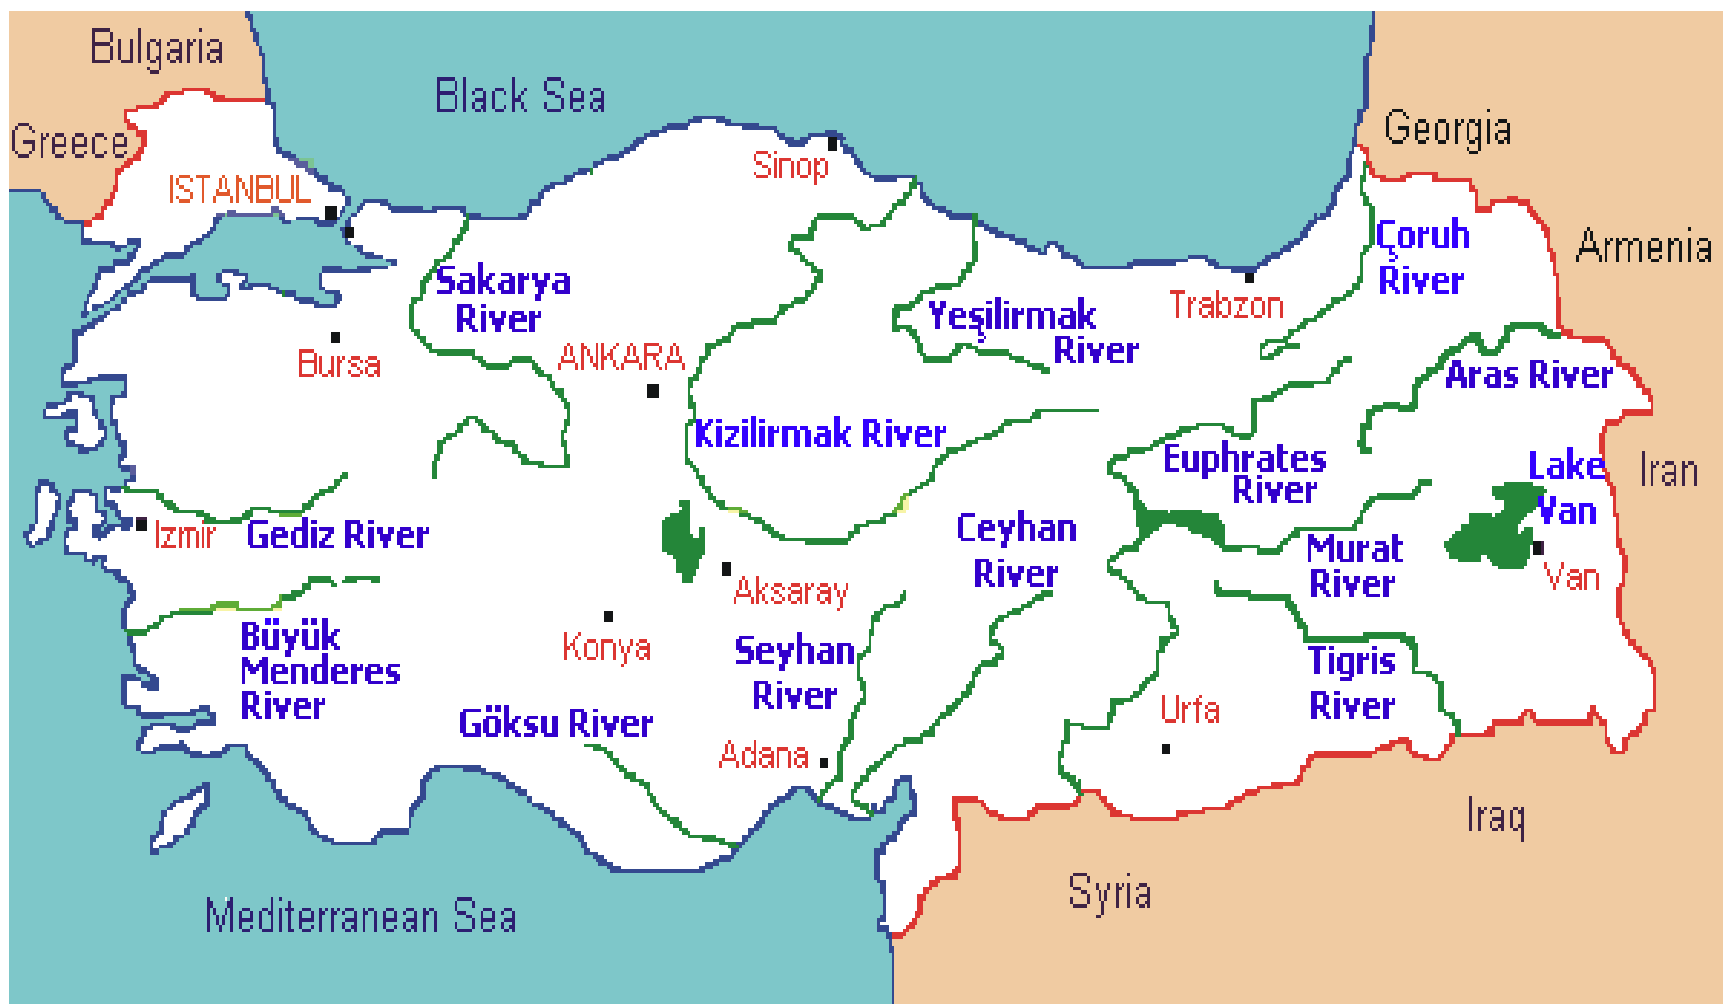 Bulgaria
Black Sea
Greece
Georgia
Sinop
ISTANBUL
Çoruh
River
Armenia
Sakarya
River
Trabzon
Yeşilirmak
River
Bursa
ANKARA
Aras River
Kizilirmak River
Euphrates
River
Lake
Van
Iran
Izmir
Gediz River
Ceyhan
River
Murat
River
Van
Aksaray
Büyük
Menderes
River
Konya
Seyhan
River
Tigris
River
Göksu River
Urfa
Adana
Iraq
Syria
Mediterranean Sea